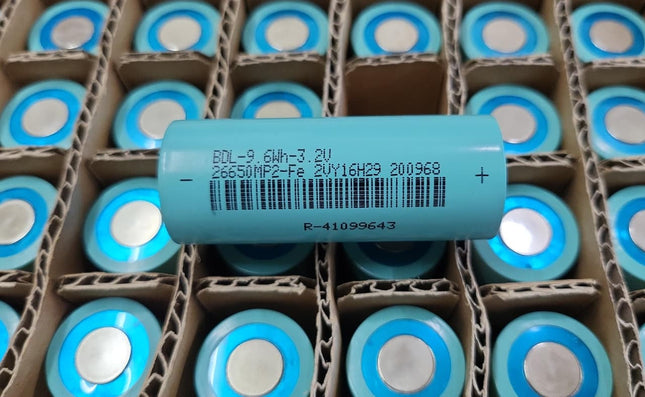 BDL-9.6Wh-3.2V
- 26650MP2-Fe 2VY16H29 200968 +
R-41099643